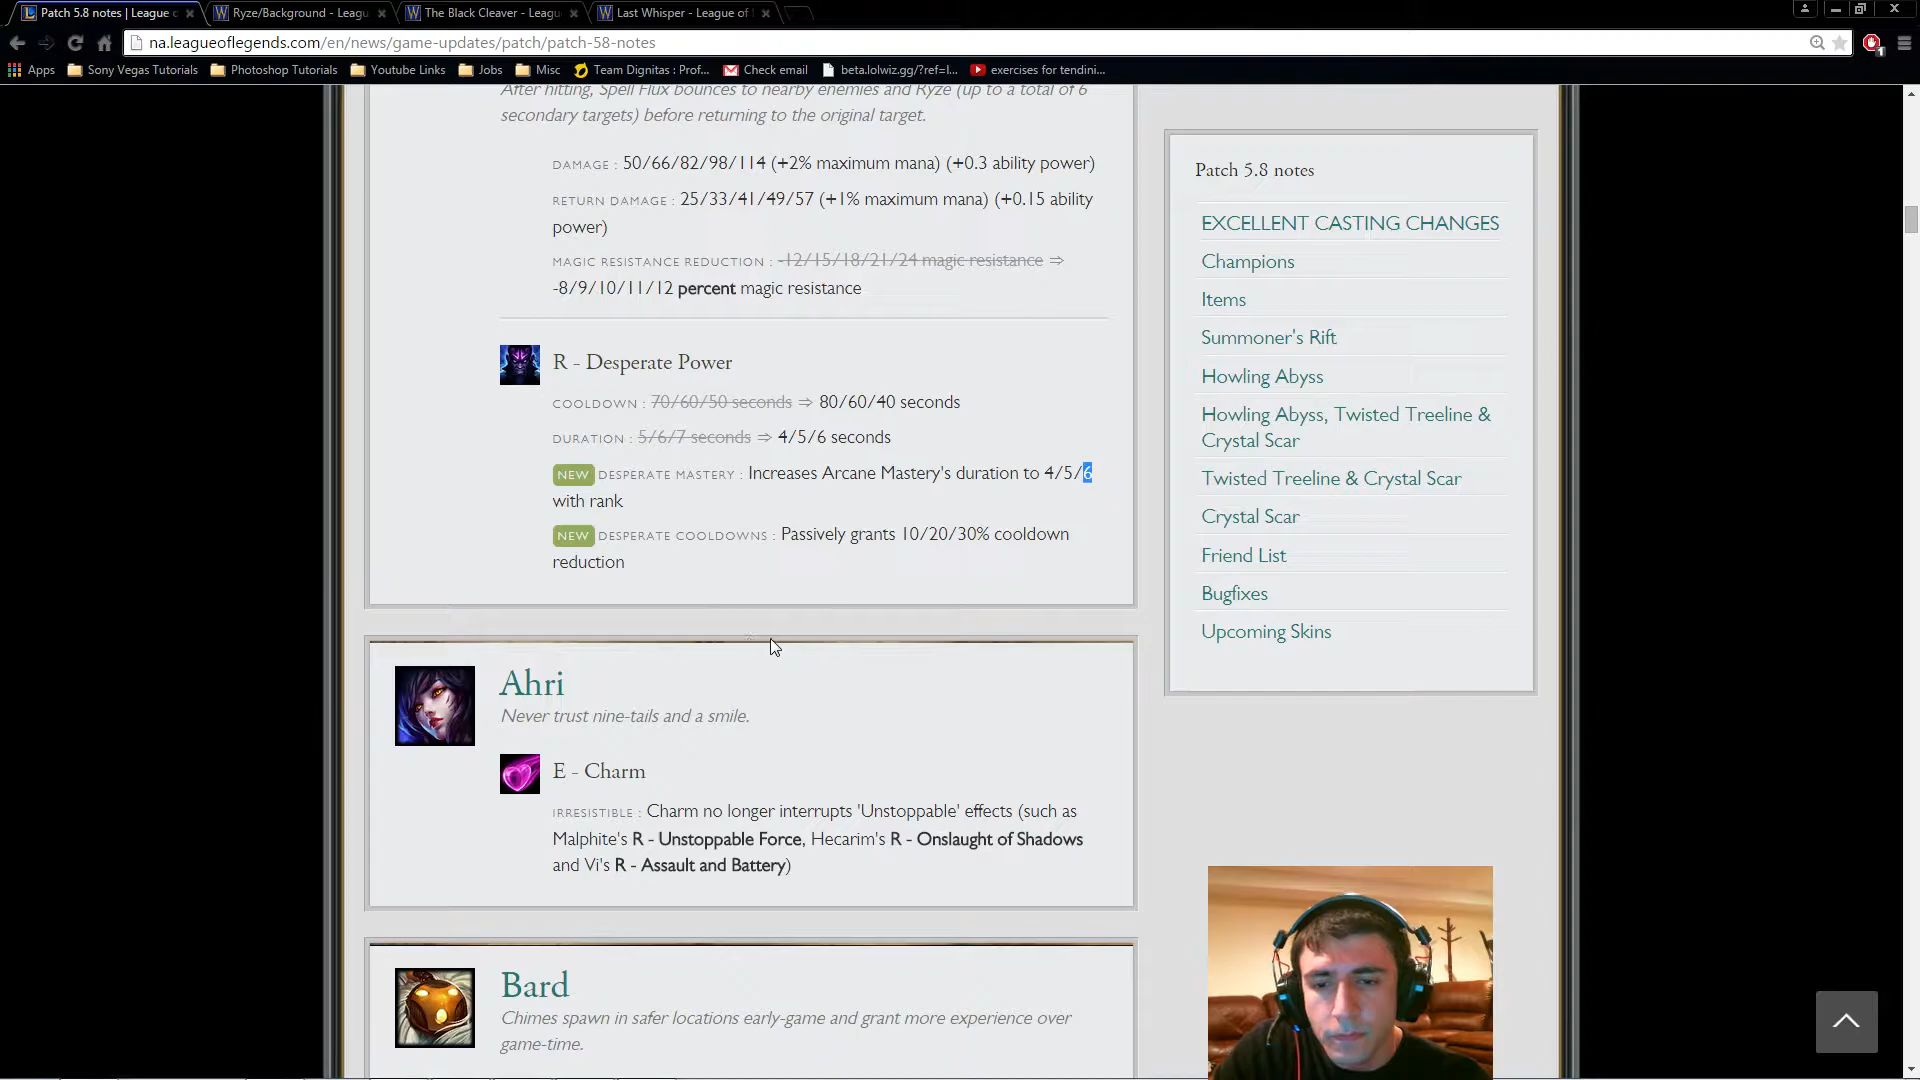 Patch 5.8 notes | League
Ryze/Background - Leagu
The Black Cleaver - Leagu
Last Whisper - League of
na.leagueoflegends.com/en/news/game-updates/patch/patch-58-notes
1
Apps
Sony Vegas Tutorials
Photoshop Tutorials
Youtube Links
Jobs
Misc
Team Dignitas : Prof...
Check email
beta.lolwiz.gg/?ref=l...
exercises for tendini...
After hitting, Spell Flux bounces to nearby enemies and Ryze (up to a total of 6
secondary targets) before returning to the original target.
DAMAGE : 50/66/82/98/114 (+2% maximum mana) (+0.3 ability power)
RETURN DAMAGE : 25/33/41/49/57 (+1% maximum mana) (+0.15 ability
power)
MAGIC RESISTANCE REDUCTION : -12/15/18/21/24 magic resistance ⇒
-8/9/10/11/12 percent magic resistance
R - Desperate Power
COOLDOWN : 70/60/50 seconds ⇒ 80/60/40 seconds
DURATION : 5/6/7 seconds ⇒ 4/5/6 seconds
NEW DESPERATE MASTERY : Increases Arcane Mastery's duration to 4/5/6
with rank
NEW DESPERATE COOLDOWNS : Passively grants 10/20/30% cooldown
reduction
Ahri
Never trust nine-tails and a smile.
E - Charm
IRRESISTIBLE : Charm no longer interrupts 'Unstoppable' effects (such as
Malphite's R - Unstoppable Force, Hecarim's R - Onslaught of Shadows
and Vi's R - Assault and Battery)
Bard
Chimes spawn in safer locations early-game and grant more experience over
game-time.
Patch 5.8 notes
EXCELLENT CASTING CHANGES
Champions
Items
Summoner's Rift
Howling Abyss
Howling Abyss, Twisted Treeline &
Crystal Scar
Twisted Treeline & Crystal Scar
Crystal Scar
Friend List
Bugfixes
Upcoming Skins